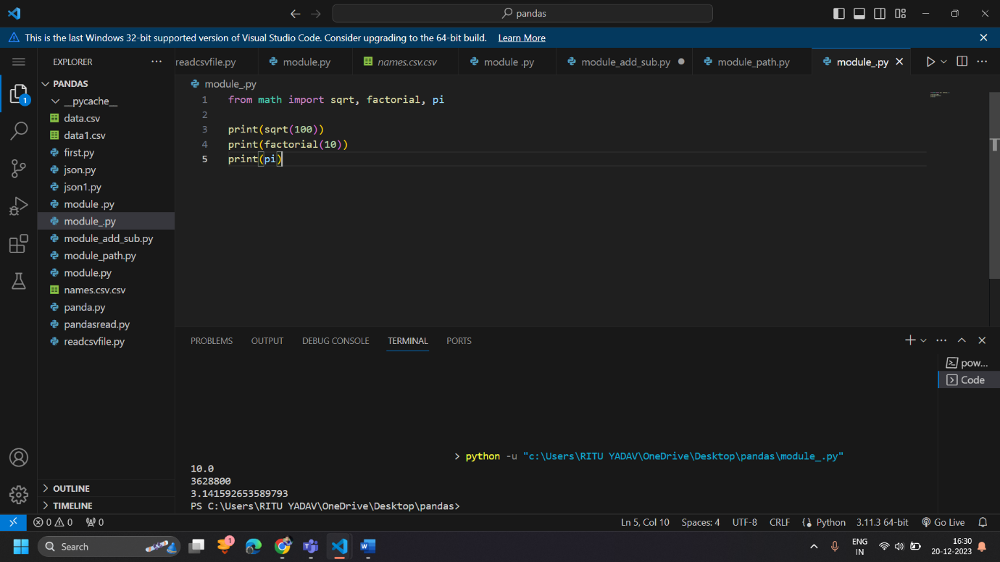 pandas
This is the last Windows 32-bit supported version of Visual Studio Code. Consider upgrading to the 64-bit build. Learn More
EXPLORER
readcsvfile.py module.py names.csv.csv module .py module_add_sub.py module_path.py module_.py
PANDAS
__pycache__
data.csv
data1.csv
first.py
json.py
json1.py
module .py
module_.py
module_add_sub.py
module_path.py
module.py
names.csv.csv
panda.py
pandasread.py
readcsvfile.py
OUTLINE
TIMELINE
1
module_.py
1 from math import sqrt, factorial, pi
2
3 print(sqrt(100))
4 print(factorial(10))
5 print(pi)
PROBLEMS OUTPUT DEBUG CONSOLE TERMINAL PORTS
pow...
Code
> python -u "c:\Users\RITU YADAV\OneDrive\Desktop\pandas\module_.py"
10.0
3628800
3.141592653589793
PS C:\Users\RITU YADAV\OneDrive\Desktop\pandas>
0 0 0 Ln 5, Col 10 Spaces: 4 UTF-8 CRLF Python 3.11.3 64-bit Go Live
Search 1 ENG 16:30
IN 20-12-2023